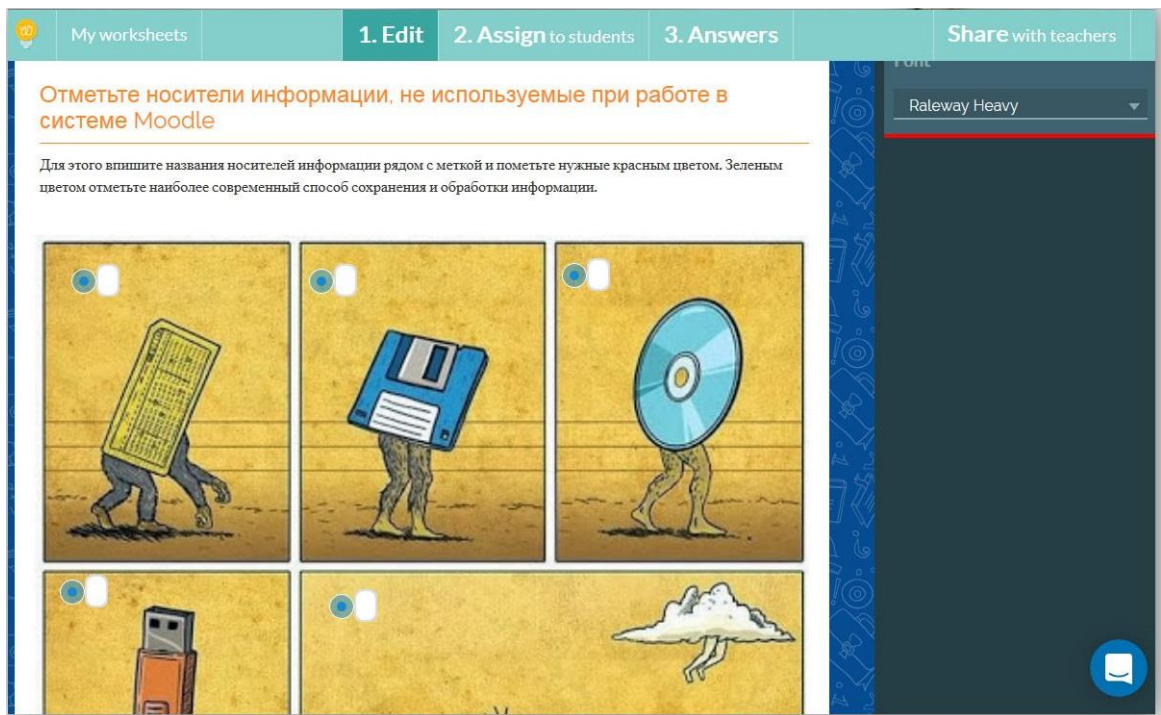 My worksheets
1. Edit
2. Assign to students
3. Answers
Share with teachers
Font
Raleway Heavy
Отметьте носители информации, не используемые при работе в
системе Moodle
Для этого впишите названия носителей информации рядом с меткой и пометьте нужные красным цветом. Зеленым
цветом отметьте наиболее современный способ сохранения и обработки информации.